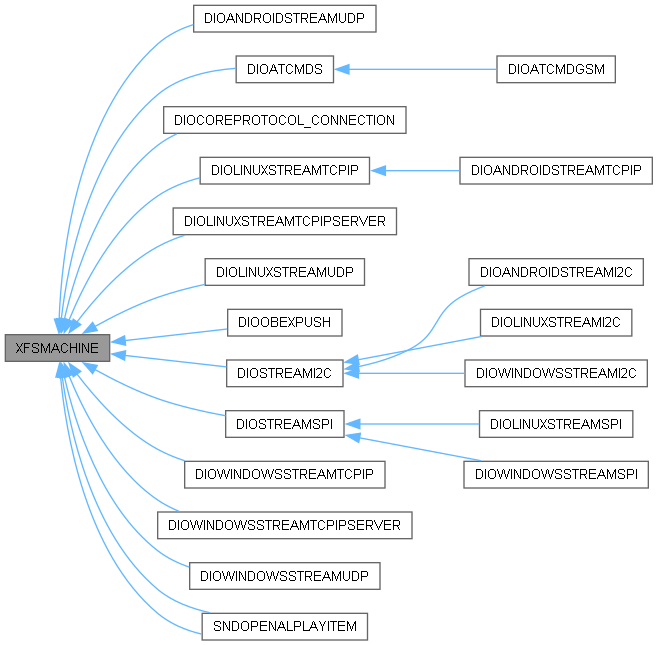 DIOANDROIDSTREAMUDP
DIOATCMDS
DIOATCMDGSM
DIOCOREPROTOCOL_CONNECTION
DIOLINUXSTREAMTCPIP
DIOANDROIDSTREAMTCPIP
DIOLINUXSTREAMTCPIPSERVER
DIOLINUXSTREAMUDP
DIOANDROIDSTREAMI2C
DIOOBEXPUSH
DIOLINUXSTREAMI2C
XFSMACHINE
DIOSTREAMI2C
DIOWINDOWSSTREAMI2C
DIOSTREAMSPI
DIOLINUXSTREAMSPI
DIOWINDOWSSTREAMTCPIP
DIOWINDOWSSTREAMSPI
DIOWINDOWSSTREAMTCPIPSERVER
DIOWINDOWSSTREAMUDP
SNDOPENALPLAYITEM